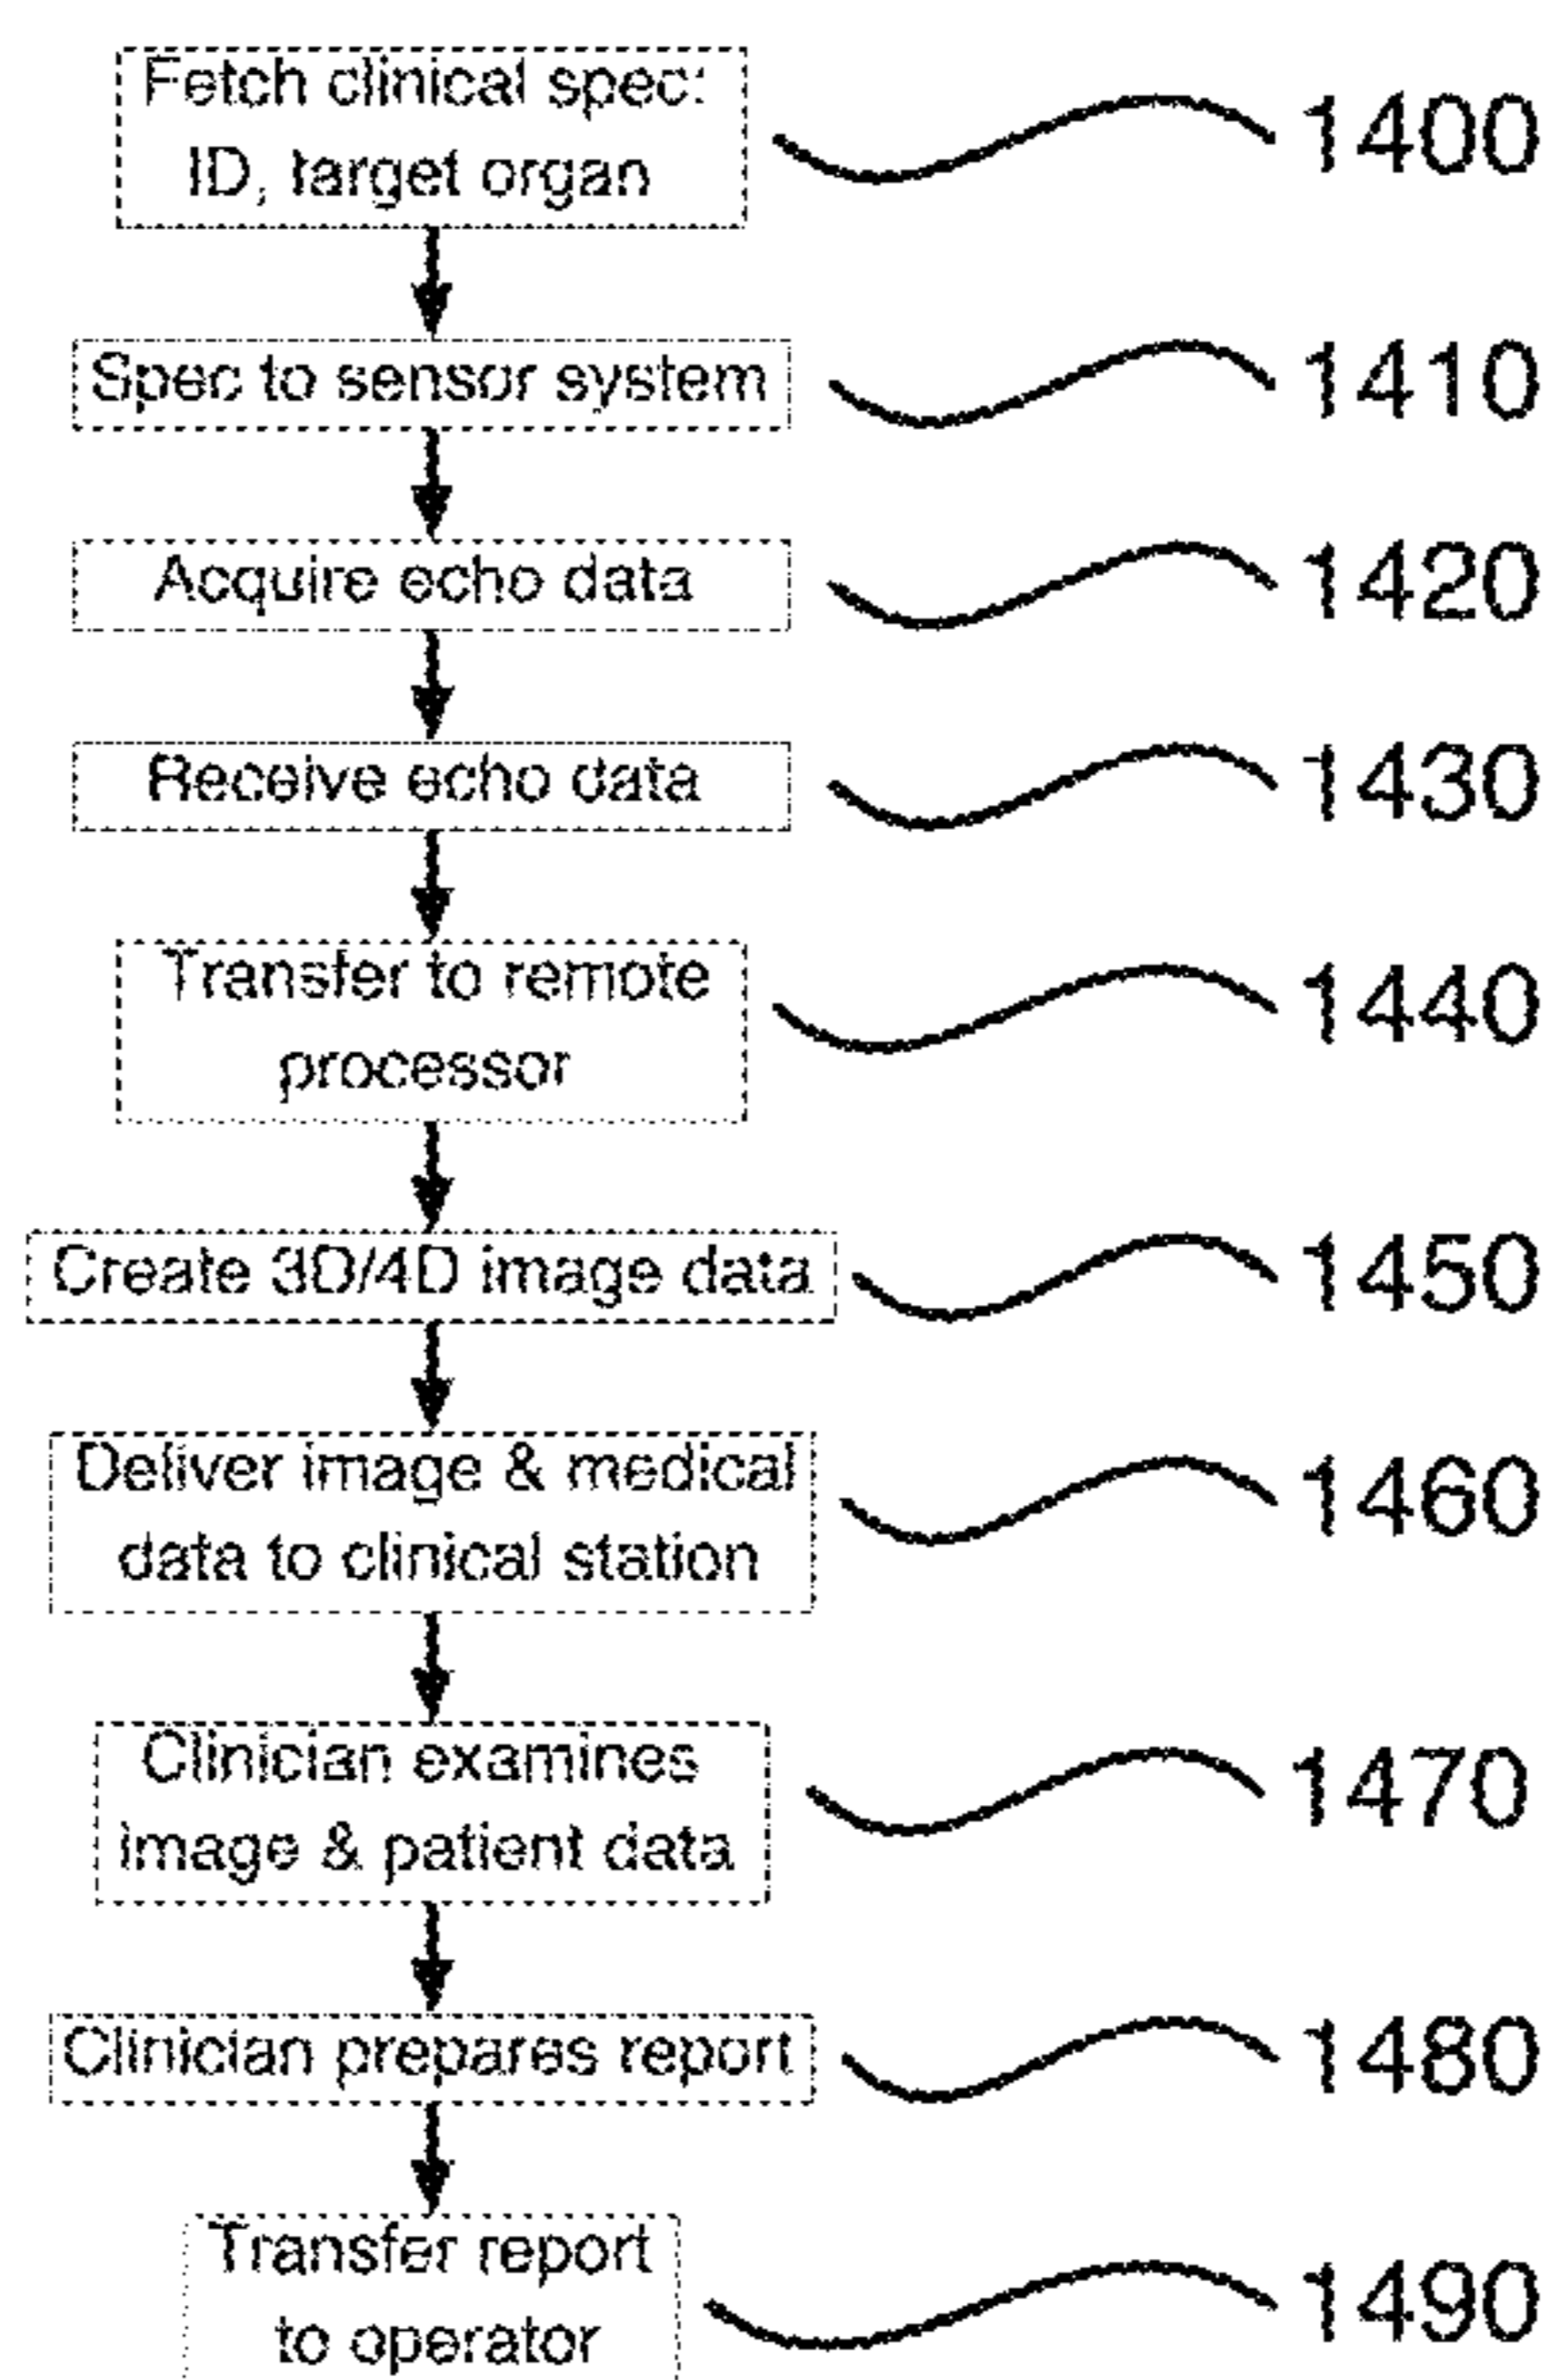 Fetch clinical spec:
ID, target organ
1400
Spec to sensor system
1410
Acquire echo data
1420
Receive echo data
1430
Transfer to remote
processor
1440
Create 3D/4D image data
1450
Deliver image & medical
data to clinical station
1460
Clinician examines
image & patient data
1470
Clinician prepares report
1480
Transfer report
to operator
1490